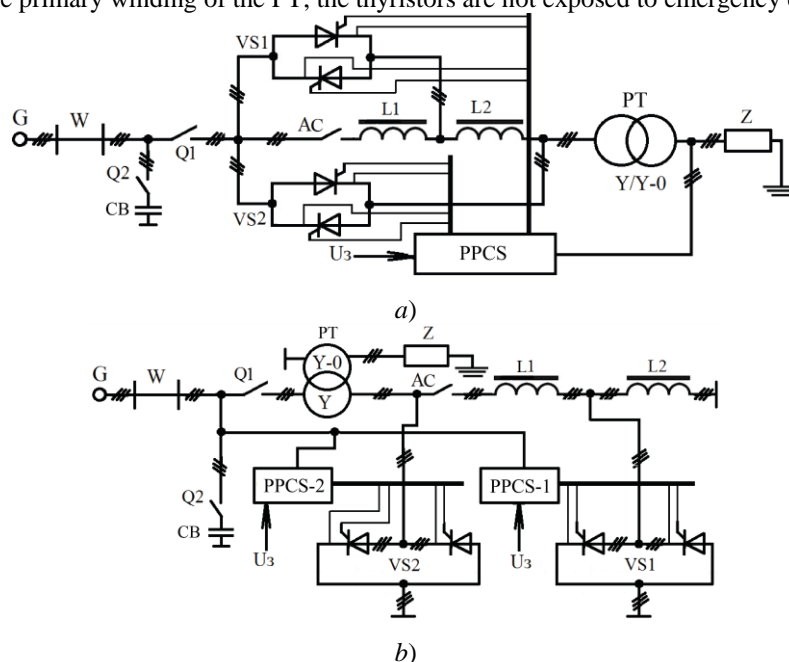 primary winding of the PT, the thyristors are not exposed to emergency
VS1
G
W
Q1
AC
L1
L2
PT
Z
Q2
CB
Y/Y-0
VS2
U3
PPCS
a)
PT
Z
G
W
Q1
Y-0
Y
AC
L1
L2
PPCS-2
PPCS-1
Q2
CB
U3
VS2
U3
VS1
b)